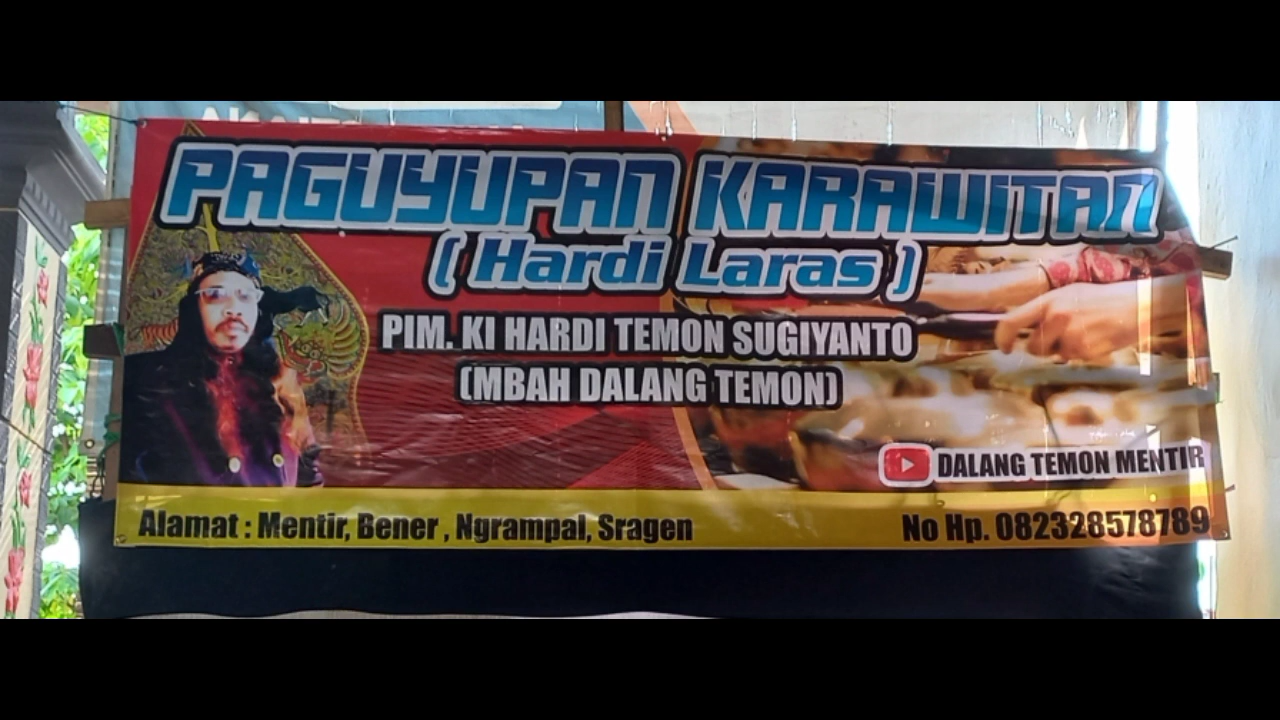 PAGUYUPAN KARAWITAN
( Hardi Laras )
PIM. KI HARDI TEMON SUGIYANTO
(MBAH DALANG TEMON)
DALANG TEMON MENTIR
Alamat : Mentir, Bener , Ngrampal, Sragen
No Hp. 082328578789